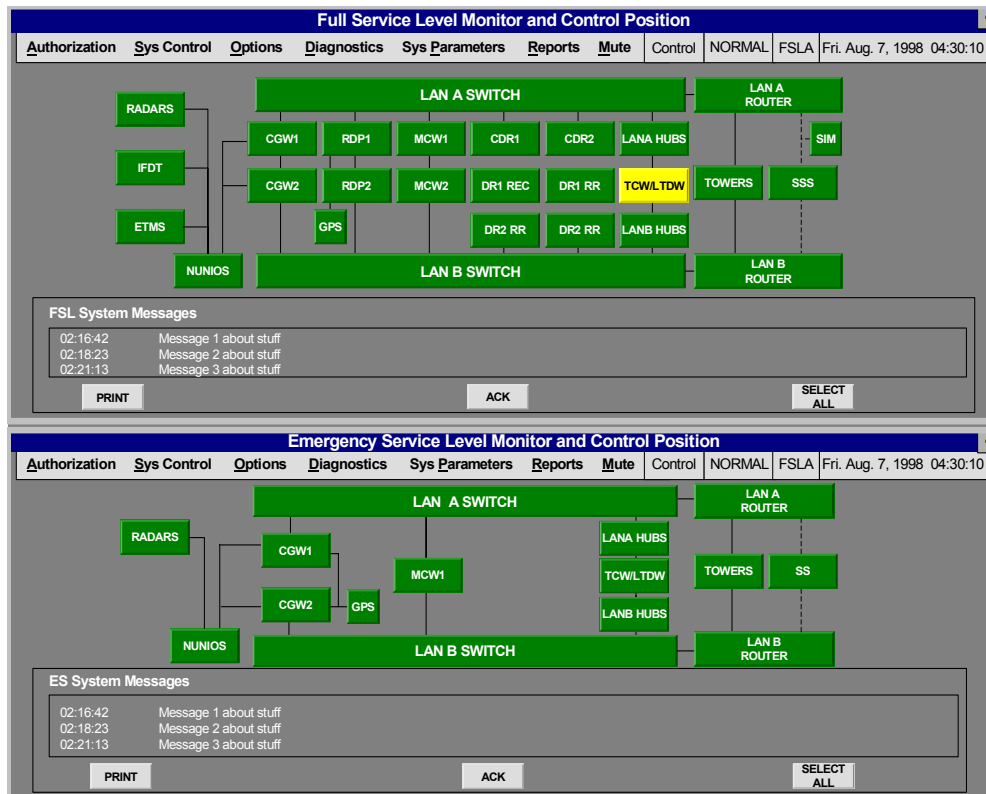 Full Service Level Monitor and Control Position
Authorization Sys Control Options Diagnostics Sys Parameters Reports Mute Control NORMAL FSLA Fri. Aug. 7, 1998 04:30:10
LAN A SWITCH
LAN A
ROUTER
RADARS
CGW1 RDP1 MCW1 CDR1 CDR2 LANA HUBS SIM
IFDT
CGW2 RDP2 MCW2 DR1 REC DR1 RR TCW/LTDW TOWERS SSS
ETMS GPS DR2 RR DR2 RR LANB HUBS
NUNIOS
LAN B SWITCH
LAN B
ROUTER
FSL System Messages
02:16:42 Message 1 about stuff
02:18:23 Message 2 about stuff
02:21:13 Message 3 about stuff
PRINT ACK SELECT
ALL
Emergency Service Level Monitor and Control Position
Authorization Sys Control Options Diagnostics Sys Parameters Reports Mute Control NORMAL FSLA Fri. Aug. 7, 1998 04:30:10
LAN A SWITCH
LAN A
ROUTER
RADARS
CGW1
LANA HUBS
MCW1 TCW/LTDW TOWERS SS
CGW2 GPS LANB HUBS
NUNIOS
LAN B SWITCH
LAN B
ROUTER
ES System Messages
02:16:42 Message 1 about stuff
02:18:23 Message 2 about stuff
02:21:13 Message 3 about stuff
PRINT ACK SELECT
ALL